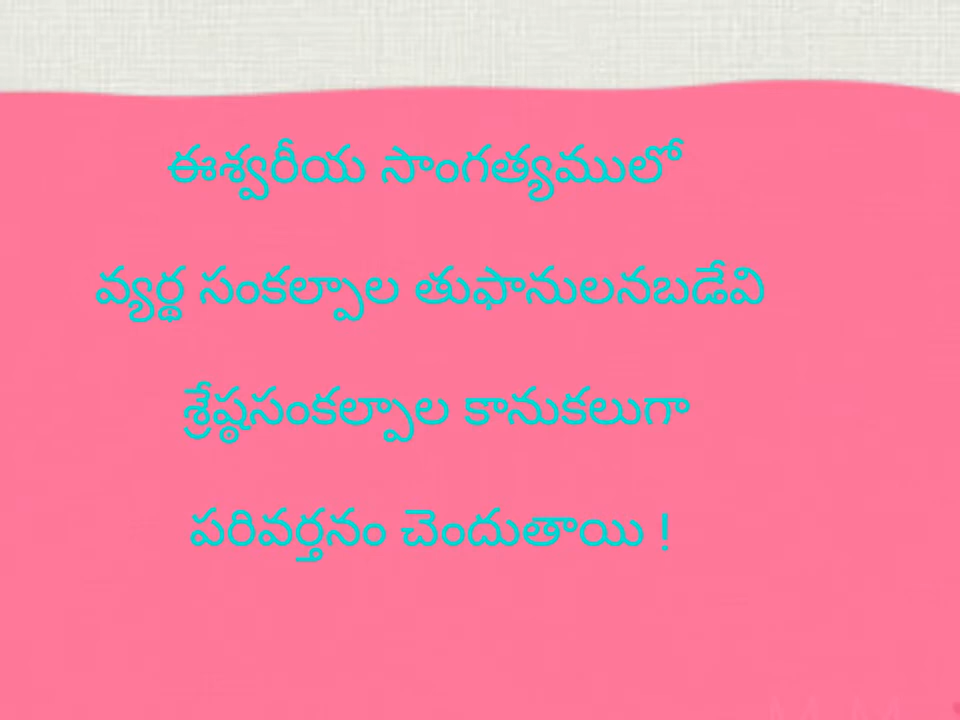 ఈశ్వరీయ సాంగత్యములో
వ్యర్థ సంకల్పాల తుఫానులనబడేవి
శ్రేష్ఠసంకల్పాల కానుకలుగా
పరివర్తనం చెందుతాయి !